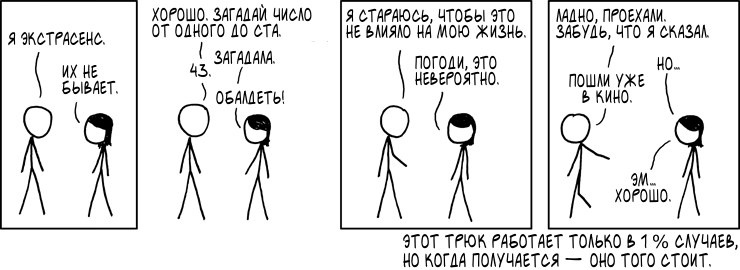 Я ЭКСТРАСЕНС.
ИХ НЕ
БЫВАЕТ.
ХОРОШО. ЗАГАДАЙ ЧИСЛО
ОТ ОДНОГО ДО СТА.
ЗАГАДАЛА.
43.
ОБАЛДЕТЬ!
Я СТАРАЮСЬ, ЧТОБЫ ЭТО
НЕ ВЛИЯЛО НА МОЮ ЖИЗНЬ.
ПОГОДИ, ЭТО
НЕВЕРОЯТНО.
ЛАДНО, ПРОЕХАЛИ.
ЗАБУДЬ, ЧТО Я СКАЗАЛ.
НО...
ПОШЛИ УЖЕ
В КИНО.
ЭМ...
ХОРОШО.
ЭТОТ ТРЮК РАБОТАЕТ ТОЛЬКО В 1 % СЛУЧАЕВ,
НО КОГДА ПОЛУЧАЕТСЯ — ОНО ТОГО СТОИТ.